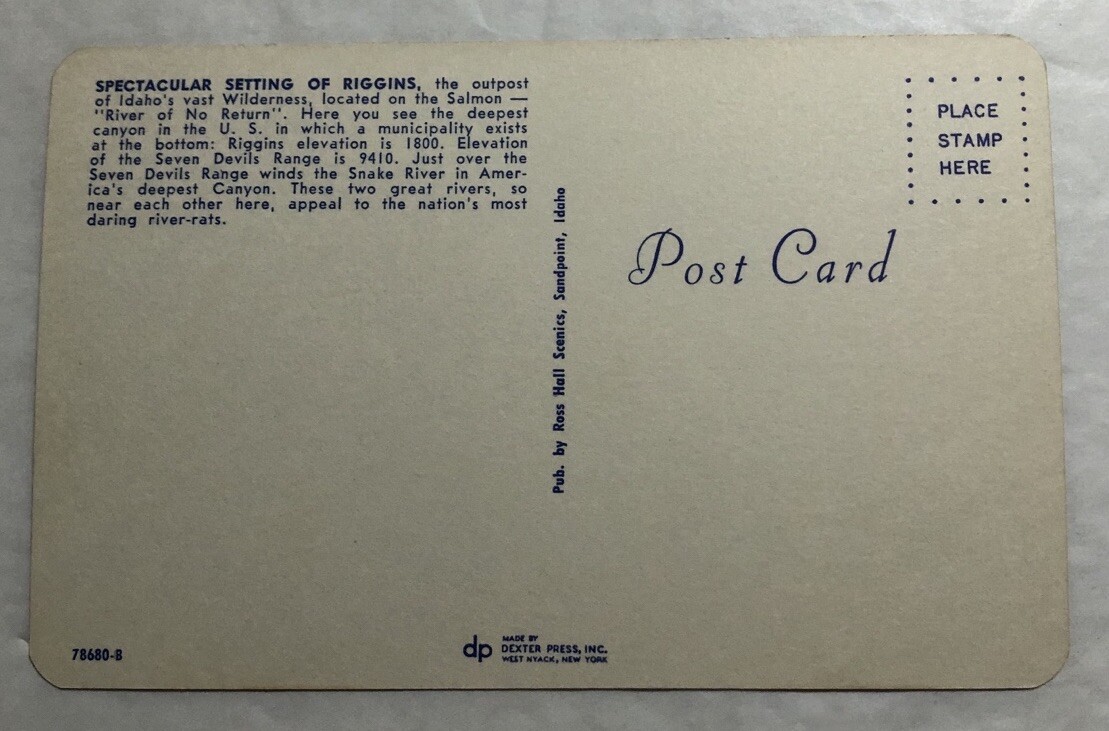 SPECTACULAR SETTING OF RIGGINS, the outpost
of Idaho's vast Wilderness, located on the Salmon —
"River of No Return". Here you see the deepest
canyon in the U. S. in which a municipality exists
at the bottom: Riggins elevation is 1800. Elevation
of the Seven Devils Range is 9410. Just over the
Seven Devils Range winds the Snake River in Amer-
ica's deepest Canyon. These two great rivers, so
near each other here, appeal to the nation's most
daring river-rats.
Pub. by Ross Hall Scenics, Sandpoint, Idaho
PLACE
STAMP
HERE
Post Card
78680-B
dp
MADE BY
DEXTER PRESS, INC.
WEST NYACK, NEW YORK